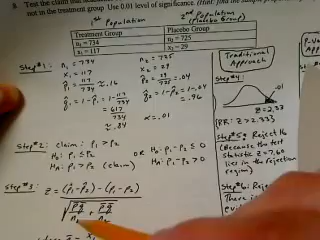 8. Test the claim that
not in the treatment group. Use 0.01 level of significance. (Hint: find the sample
1st Population
2nd Population
(Placebo Group)
Treatment Group
Placebo Group
n₁ = 734
n₂ = 725
x₁ = 117
x₂ = 29
Step #1:
n₁ = 734
x₁ = 117
p̂₁ = 117/734 ≈ .16
q̂₁ = 1-p̂₁ = 1-117/734
= 617/734
≈ .84
n₂ = 725
x₂ = 29
p̂₂ = 29/725 = .04
q̂₂ = 1-p̂₂ = 1-.04
= .96
α = .01
Step #2: claim: p₁ > p₂
H₀: p₁ ≤ p₂
OR H₀: p₁-p₂ ≤ 0
Hₐ: p₁ > p₂ (claim)
Hₐ: p₁-p₂ > 0
Step #3:
z = (p̂₁-p̂₂) - (p₁-p₂)
Traditional
Approach
Step #4:
.01
z = 2.33
{RR: z > 2.33}
Step #5: Reject H₀
(Because the
test statistic
z = 7.60
lies in the rejection
region)
Step #6:
There